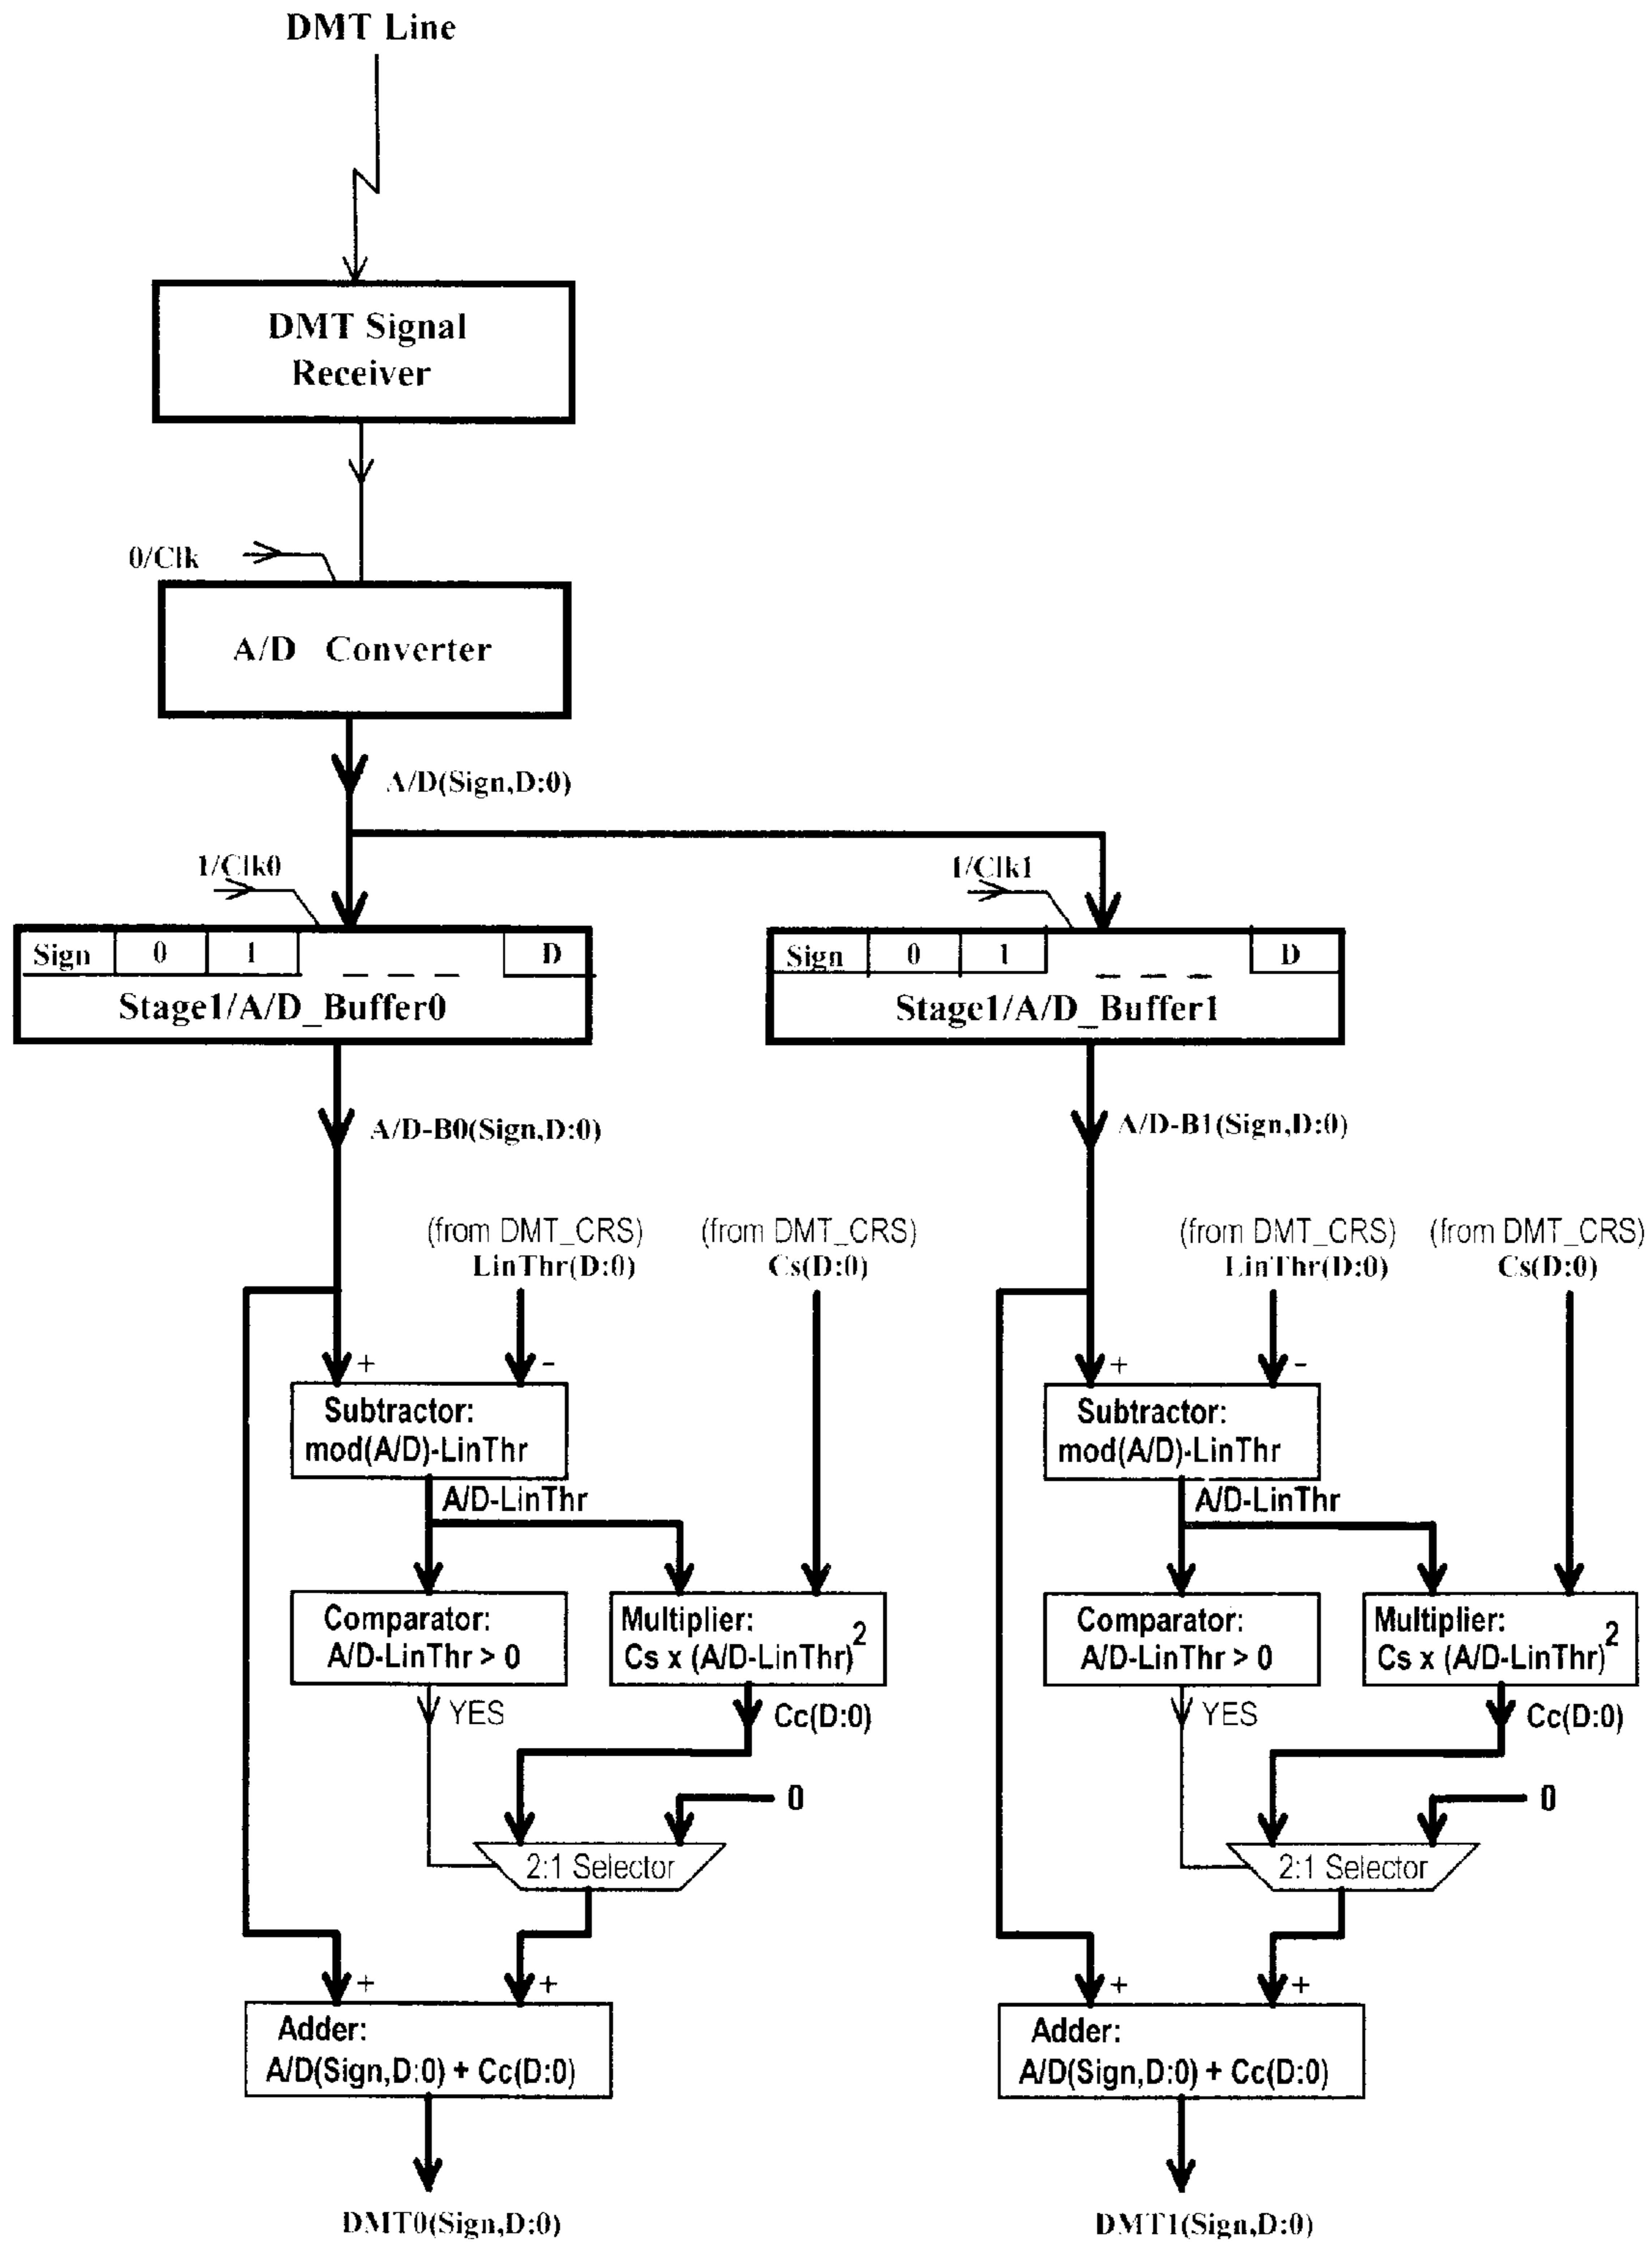 DMT Line
DMT Signal
Receiver
0/Clk
A/D Converter
A/D(Sign,D:0)
1/Clk0
1/Clk1
Sign 0 1 _ _ _ D
Stage1/A/D_Buffer0
Sign 0 1 _ _ _ D
Stage1/A/D_Buffer1
A/D-B0(Sign,D:0)
A/D-B1(Sign,D:0)
(from DMT_CRS)
LinThr(D:0)
(from DMT_CRS)
Cs(D:0)
(from DMT_CRS)
LinThr(D:0)
(from DMT_CRS)
Cs(D:0)
+ -
+ -
Subtractor:
mod(A/D)-LinThr
Subtractor:
mod(A/D)-LinThr
A/D-LinThr
A/D-LinThr
Comparator:
A/D-LinThr > 0
Multiplier:
Cs x (A/D-LinThr)²
Comparator:
A/D-LinThr > 0
Multiplier:
Cs x (A/D-LinThr)²
YES
Cc(D:0)
YES
Cc(D:0)
0
0
2:1 Selector
2:1 Selector
+ +
+ +
Adder:
A/D(Sign,D:0) + Cc(D:0)
Adder:
A/D(Sign,D:0) + Cc(D:0)
DMT0(Sign,D:0)
DMT1(Sign,D:0)